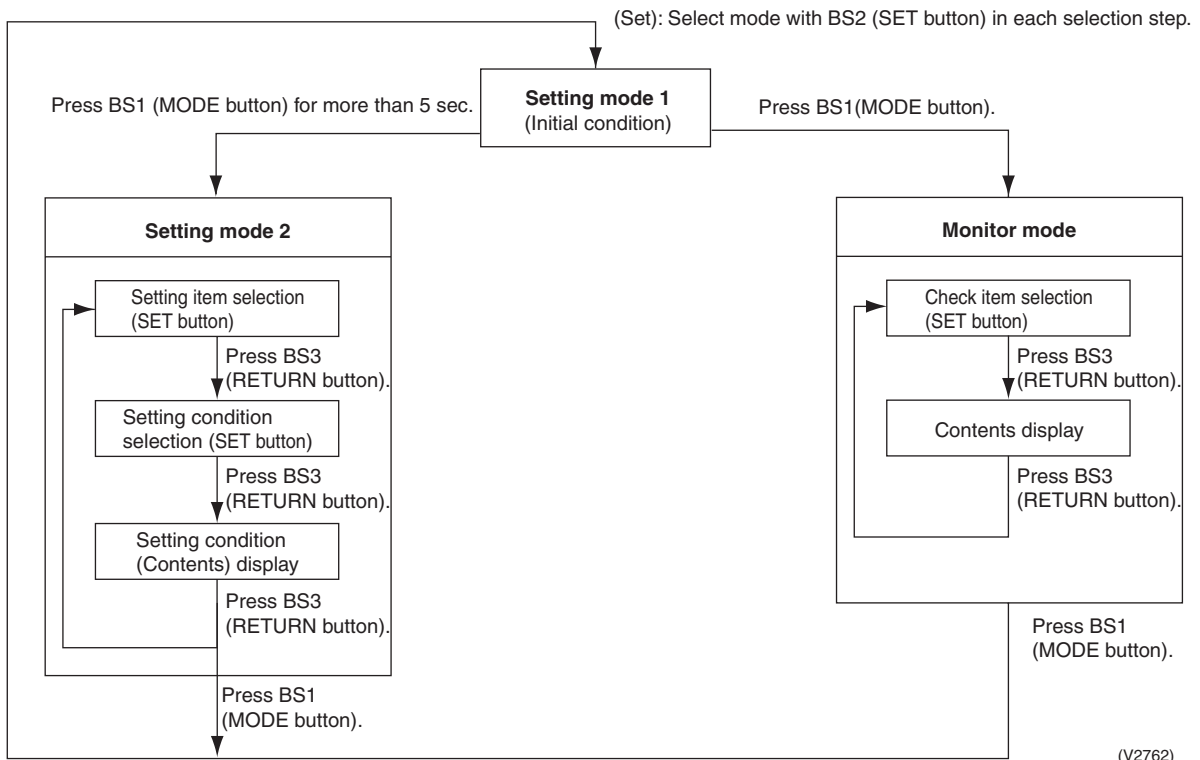 (Set): Select mode with BS2 (SET button) in each selection step.
Setting mode 1
(Initial condition)
Press BS1 (MODE button) for more than 5 sec.
Press BS1(MODE button).
Setting mode 2
Setting item selection
(SET button)
Press BS3
(RETURN button).
Setting condition
selection (SET button)
Press BS3
(RETURN button).
Setting condition
(Contents) display
Press BS3
(RETURN button).
Press BS1
(MODE button).
Monitor mode
Check item selection
(SET button)
Press BS3
(RETURN button).
Contents display
Press BS3
(RETURN button).
Press BS1
(MODE button).
(V2762)